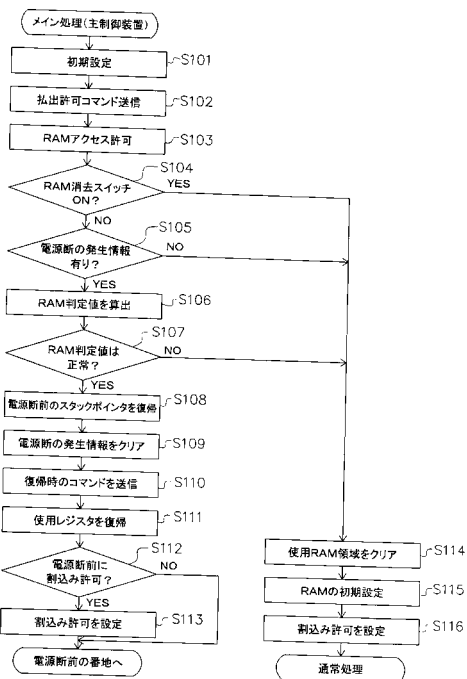 メイン処理(主制御装置)
初期設定
S101
払出許可コマンド送信
S102
RAMアクセス許可
S103
S104
RAM消去スイッチ
ON?
YES
NO
S105
電源断の発生情報
有り?
NO
YES
RAM判定値を算出
S106
S107
RAM判定値は
正常?
NO
YES
電源断前のスタックポインタを復帰
S108
電源断の発生情報をクリア
S109
復帰時のコマンドを送信
S110
使用レジスタを復帰
S111
S112
電源断前に
割込み許可?
NO
YES
割込み許可を設定
S113
電源断前の番地へ
使用RAM領域をクリア
S114
RAMの初期設定
S115
割込み許可を設定
S116
通常処理